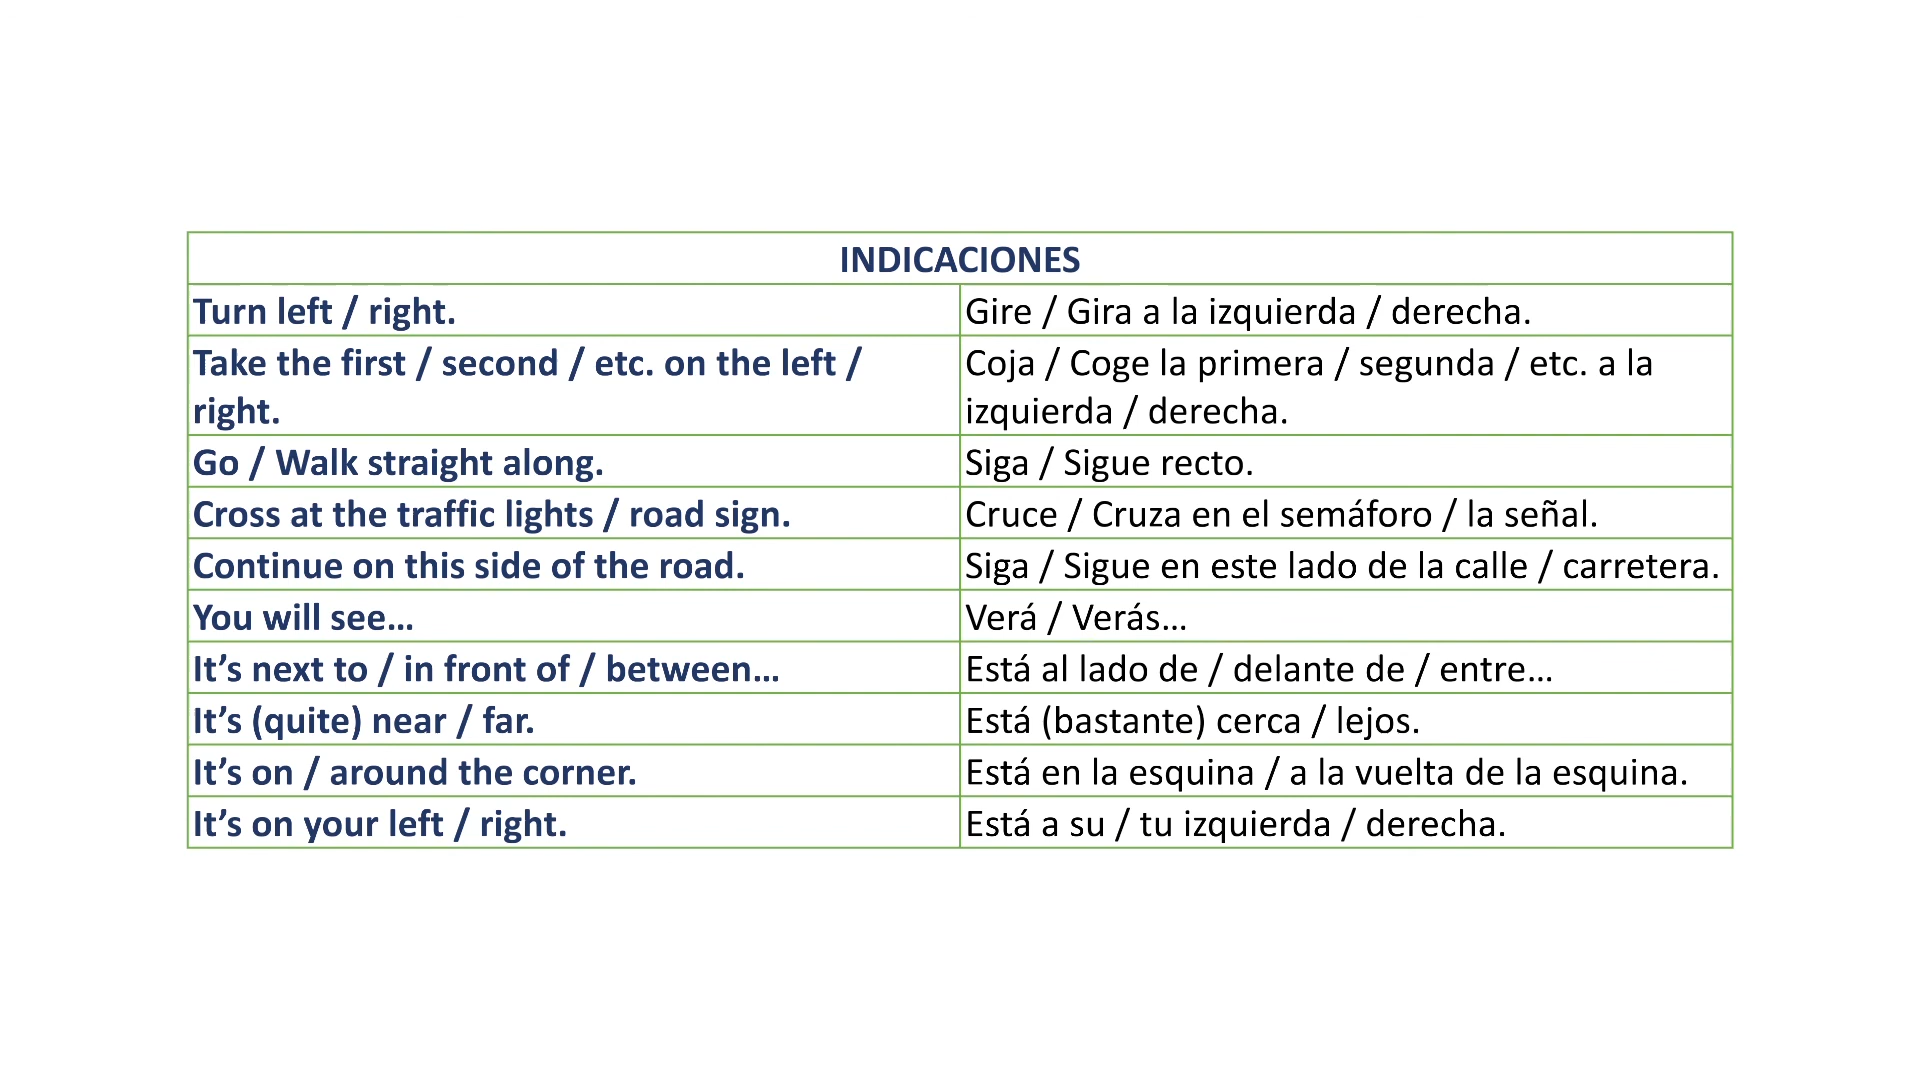 INDICACIONES
Turn left / right.
Gire / Gira a la izquierda / derecha.
Take the first / second / etc. on the left /
right.
Coja / Coge la primera / segunda / etc. a la
izquierda / derecha.
Go / Walk straight along.
Siga / Sigue recto.
Cross at the traffic lights / road sign.
Cruce / Cruza en el semáforo / la señal.
Continue on this side of the road.
Siga / Sigue en este lado de la calle / carretera.
You will see…
Verá / Verás…
It’s next to / in front of / between…
Está al lado de / delante de / entre…
It’s (quite) near / far.
Está (bastante) cerca / lejos.
It’s on / around the corner.
Está en la esquina / a la vuelta de la esquina.
It’s on your left / right.
Está a su / tu izquierda / derecha.